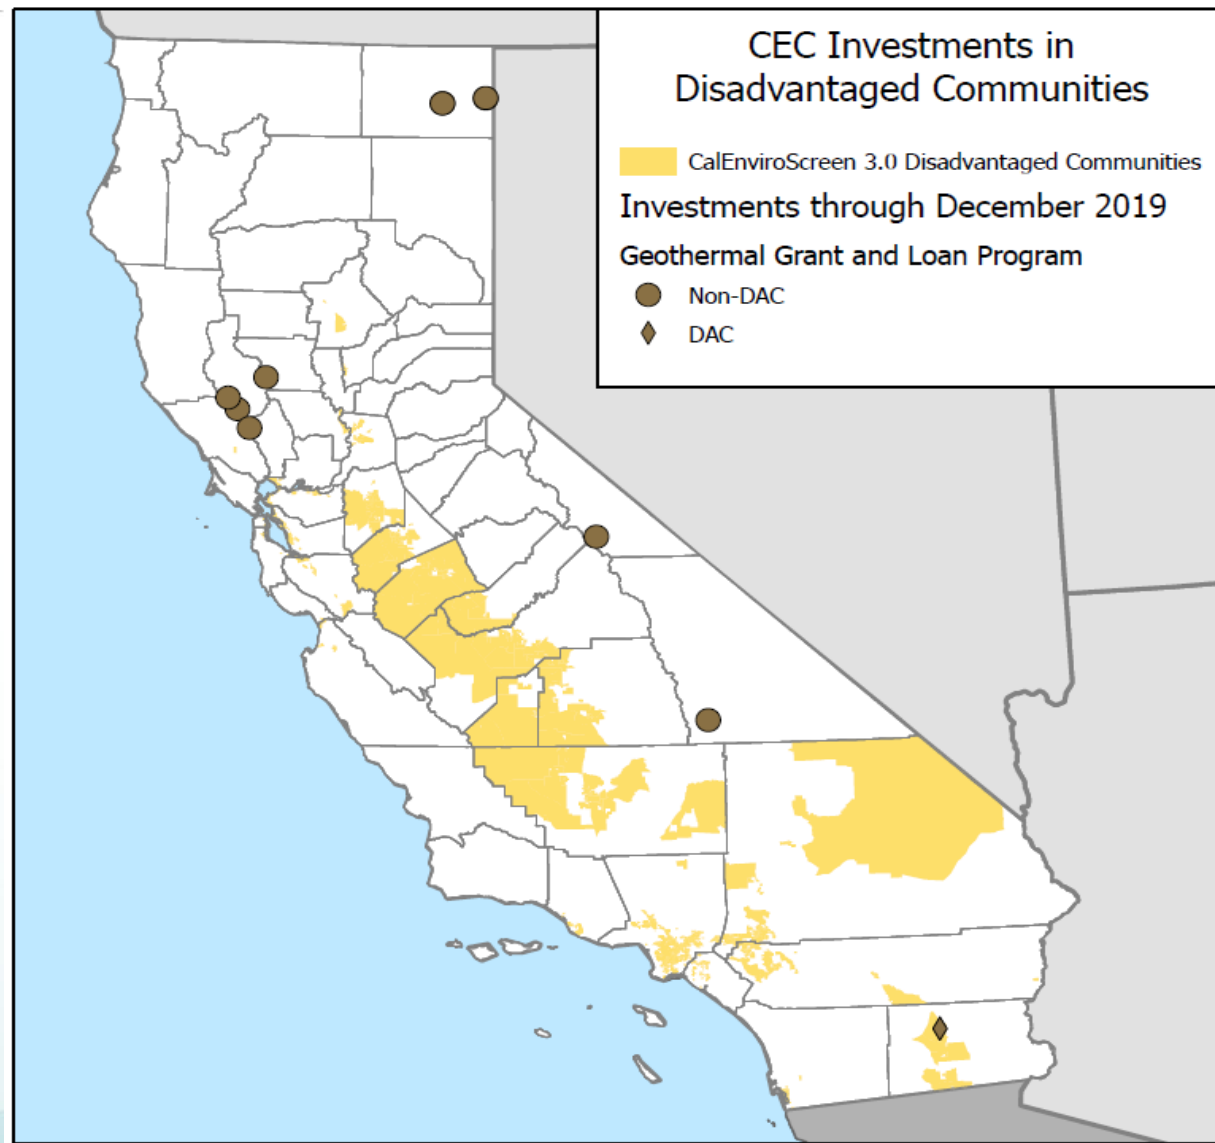 CEC Investments in
Disadvantaged Communities
CalEnviroScreen 3.0 Disadvantaged Communities
Investments through December 2019
Geothermal Grant and Loan Program
Non-DAC
DAC